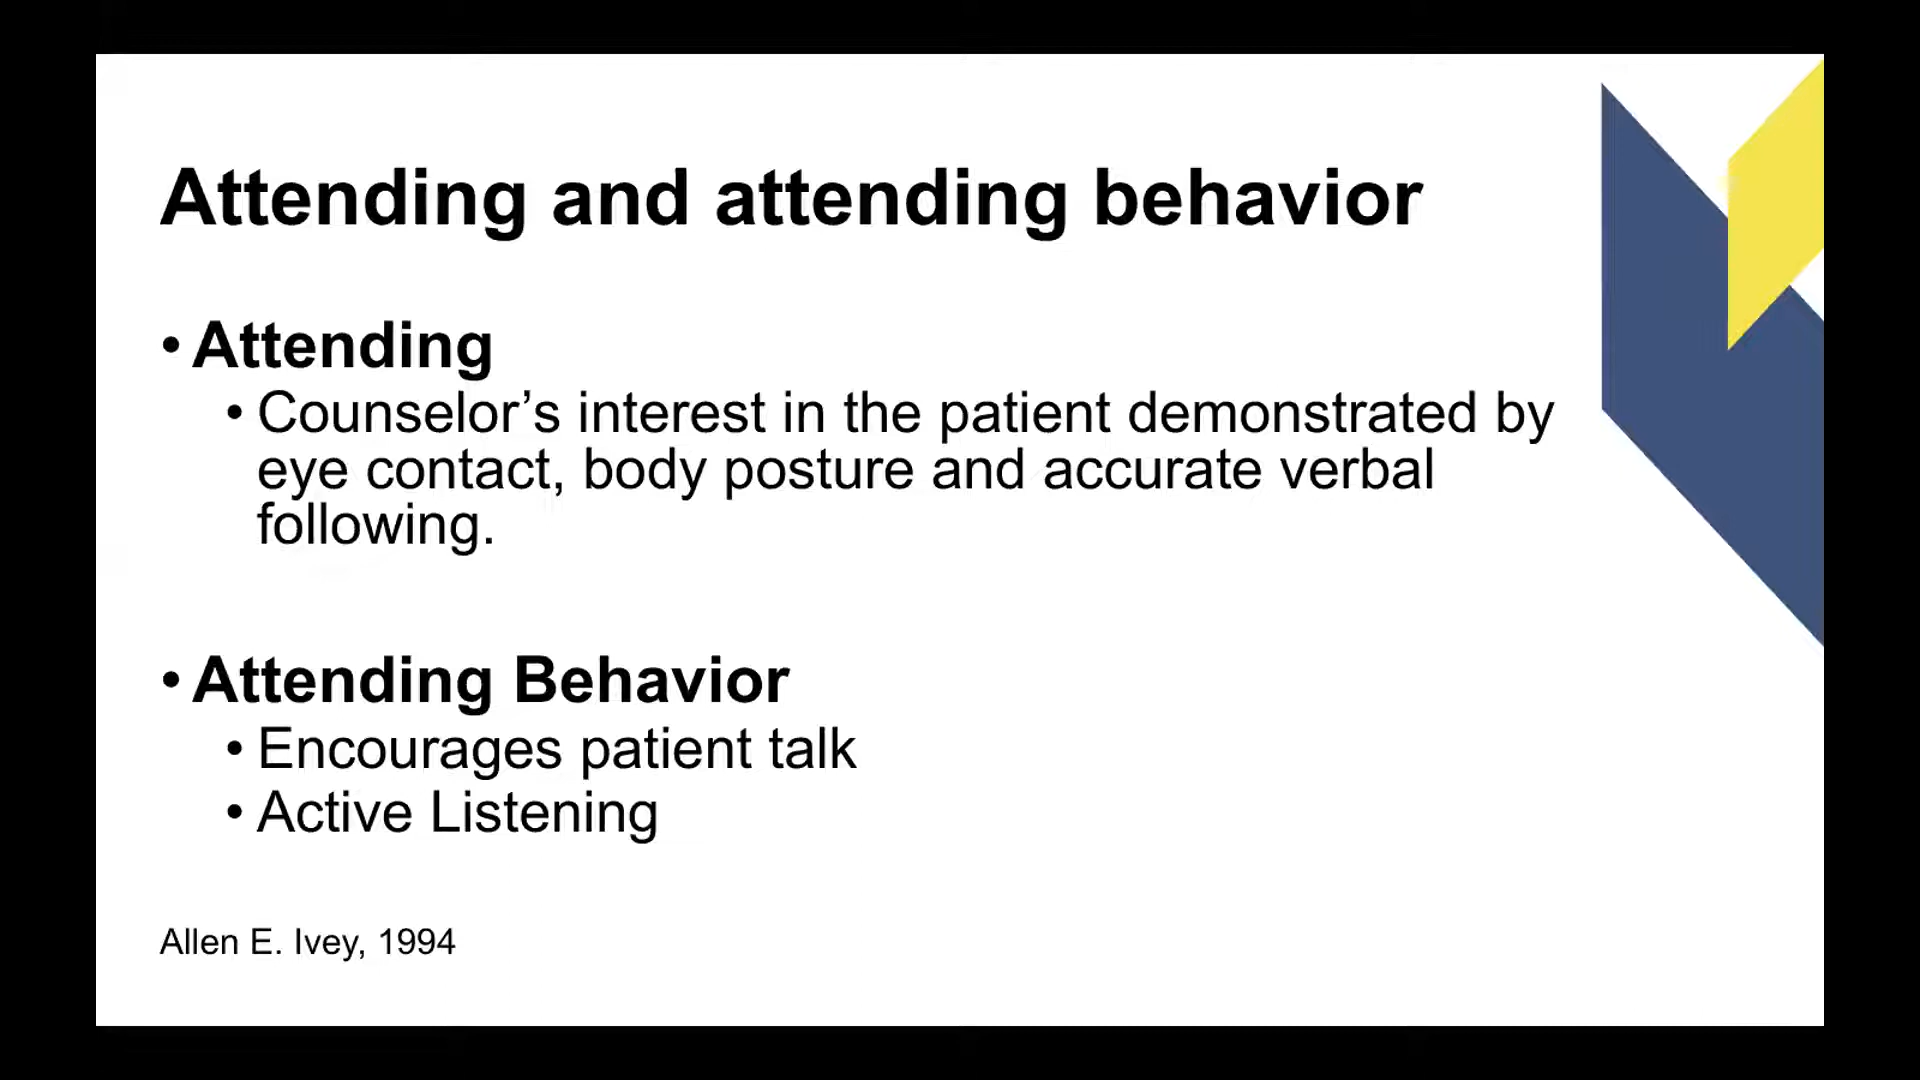 Attending and attending behavior
• Attending
• Counselor’s interest in the patient demonstrated by
eye contact, body posture and accurate verbal
following.
• Attending Behavior
• Encourages patient talk
• Active Listening
Allen E. Ivey, 1994